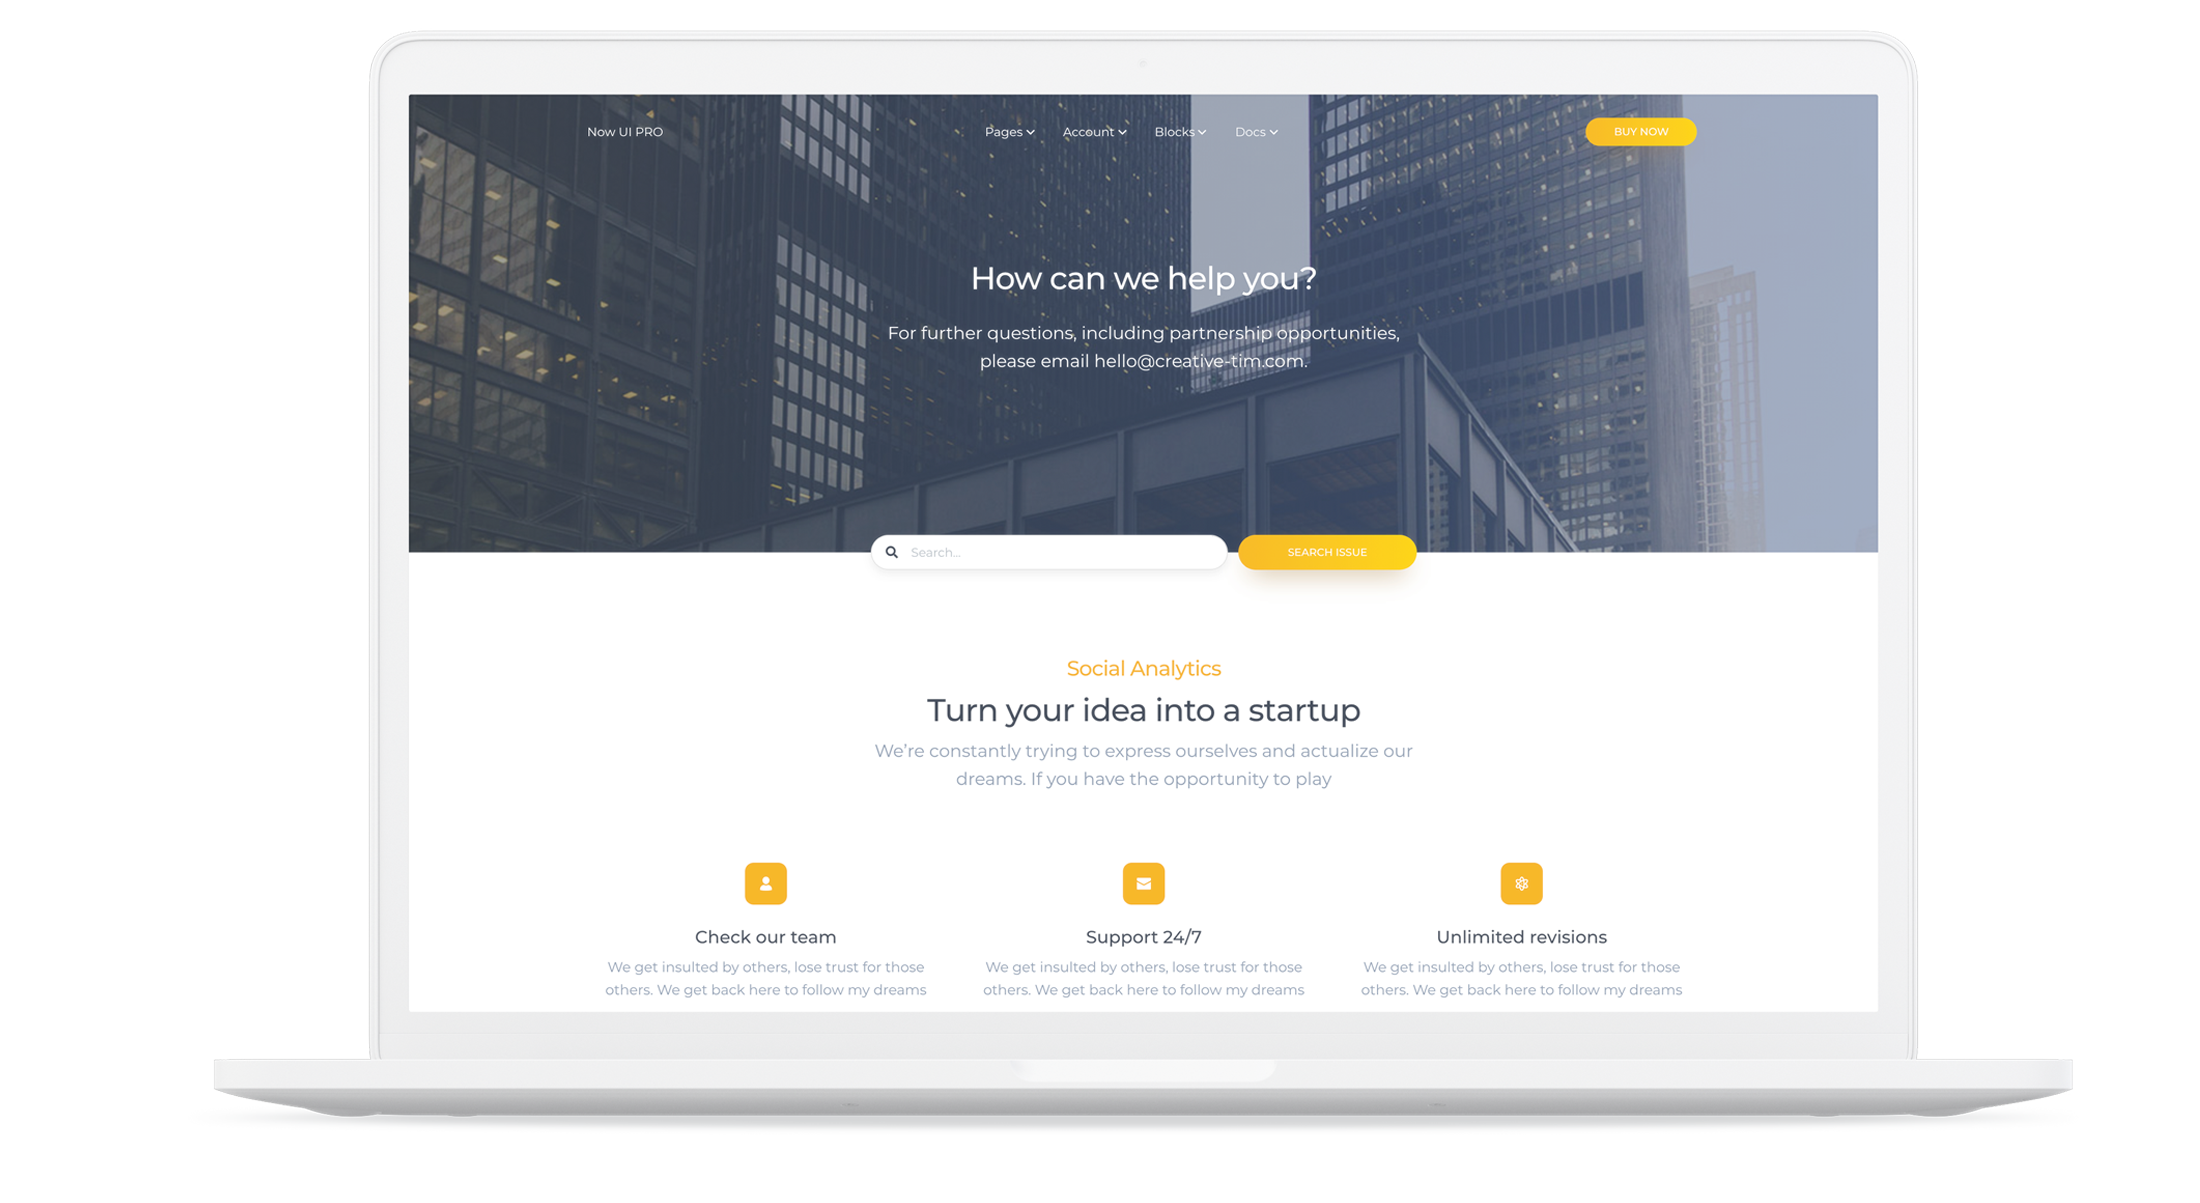 Now UI PRO
Pages
Account
Blocks
Docs
BUY NOW
How can we help you?
For further questions, including partnership opportunities,
please email hello@creative-tim.com.
Search...
SEARCH ISSUE
Social Analytics
Turn your idea into a startup
We’re constantly trying to express ourselves and actualize our
dreams. If you have the opportunity to play
Check our team
We get insulted by others, lose trust for those
others. We get back here to follow my dreams
Support 24/7
We get insulted by others, lose trust for those
others. We get back here to follow my dreams
Unlimited revisions
We get insulted by others, lose trust for those
others. We get back here to follow my dreams